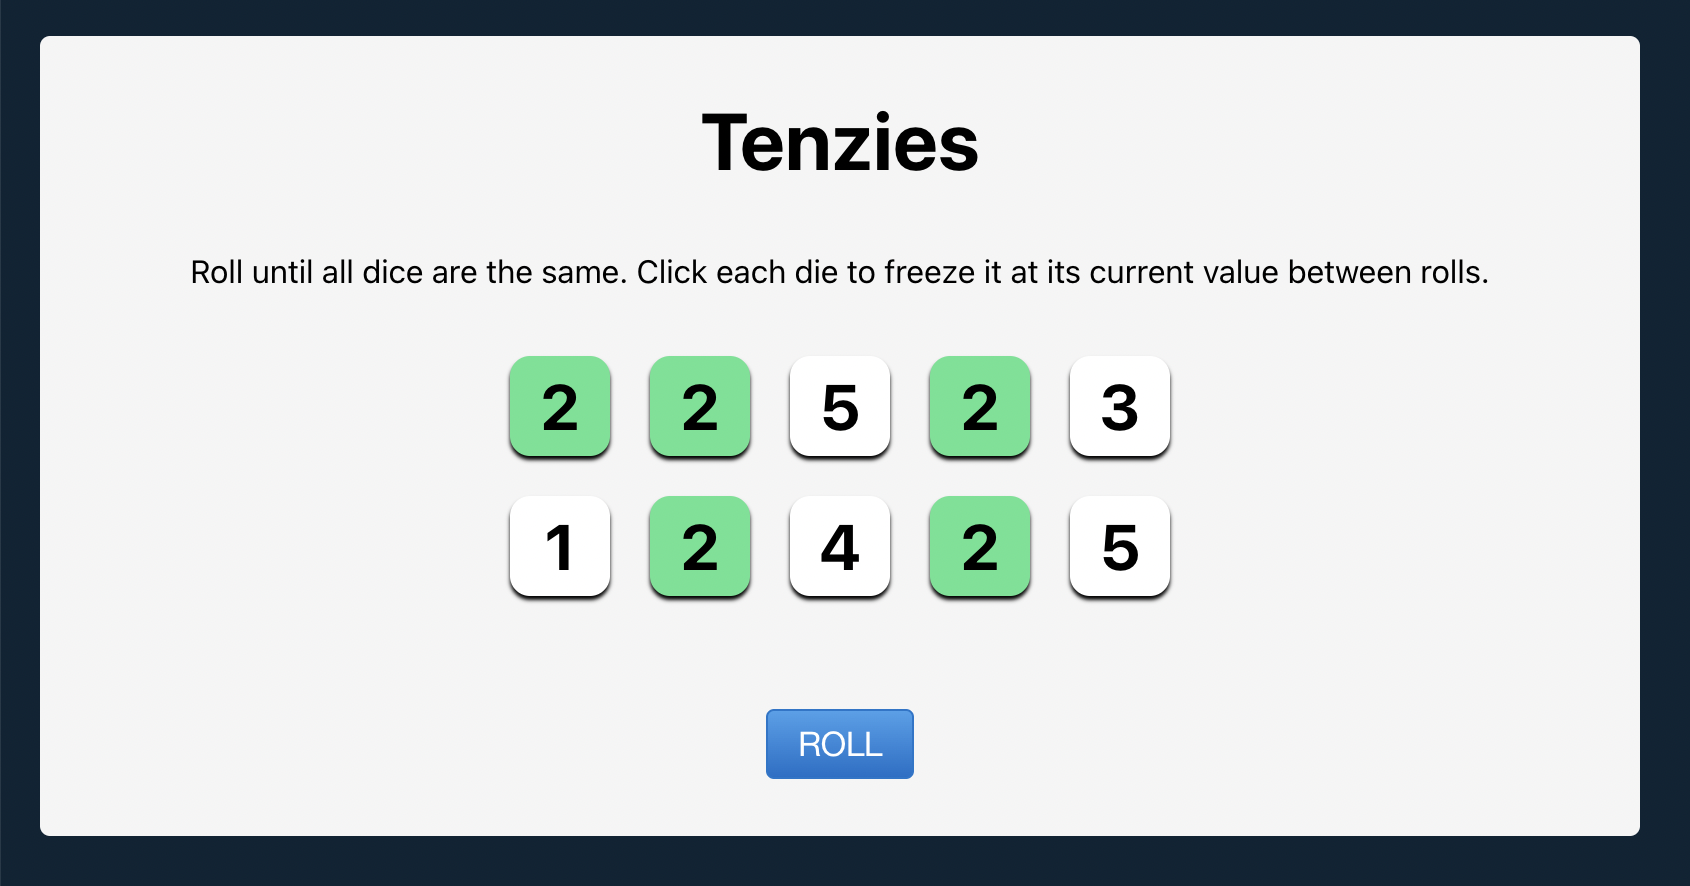 Tenzies
Roll until all dice are the same. Click each die to freeze it at its current value between rolls.
2 2 5 2 3
1 2 4 2 5
ROLL